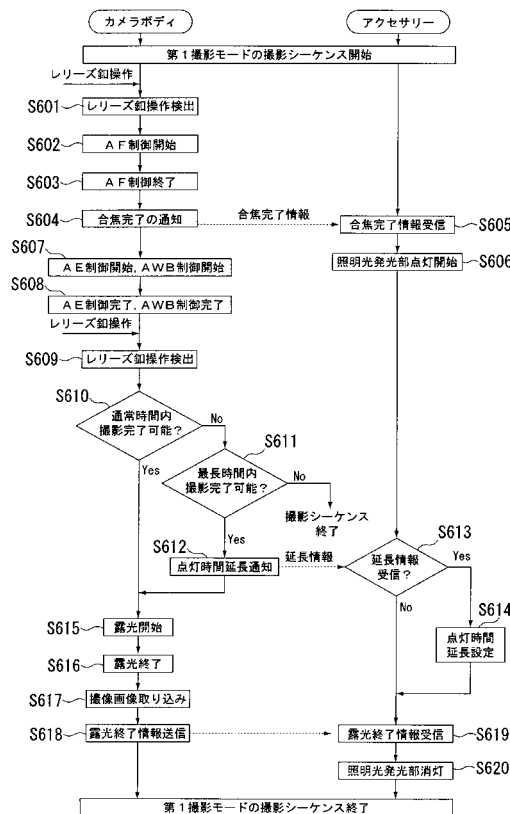 カメラボディ
アクセサリー
第1撮影モードの撮影シーケンス開始
レリーズ釦操作
S601
レリーズ釦操作検出
S602
AF制御開始
S603
AF制御終了
S604
合焦完了の通知
合焦完了情報
合焦完了情報受信
S605
S607
照明光発光部点灯開始
S606
AE制御開始,AWB制御開始
S608
AE制御完了,AWB制御完了
レリーズ釦操作
S609
レリーズ釦操作検出
S610
通常時間内
撮影完了可能?
No
Yes
S611
最長時間内
撮影完了可能?
No
撮影シーケンス
終了
Yes
S612
点灯時間延長通知
延長情報
S613
延長情報
受信?
Yes
No
S614
点灯時間
延長設定
S615
露光開始
S616
露光終了
S617
撮像画像取り込み
S618
露光終了情報送信
露光終了情報受信
S619
照明光発光部消灯
S620
第1撮影モードの撮影シーケンス終了